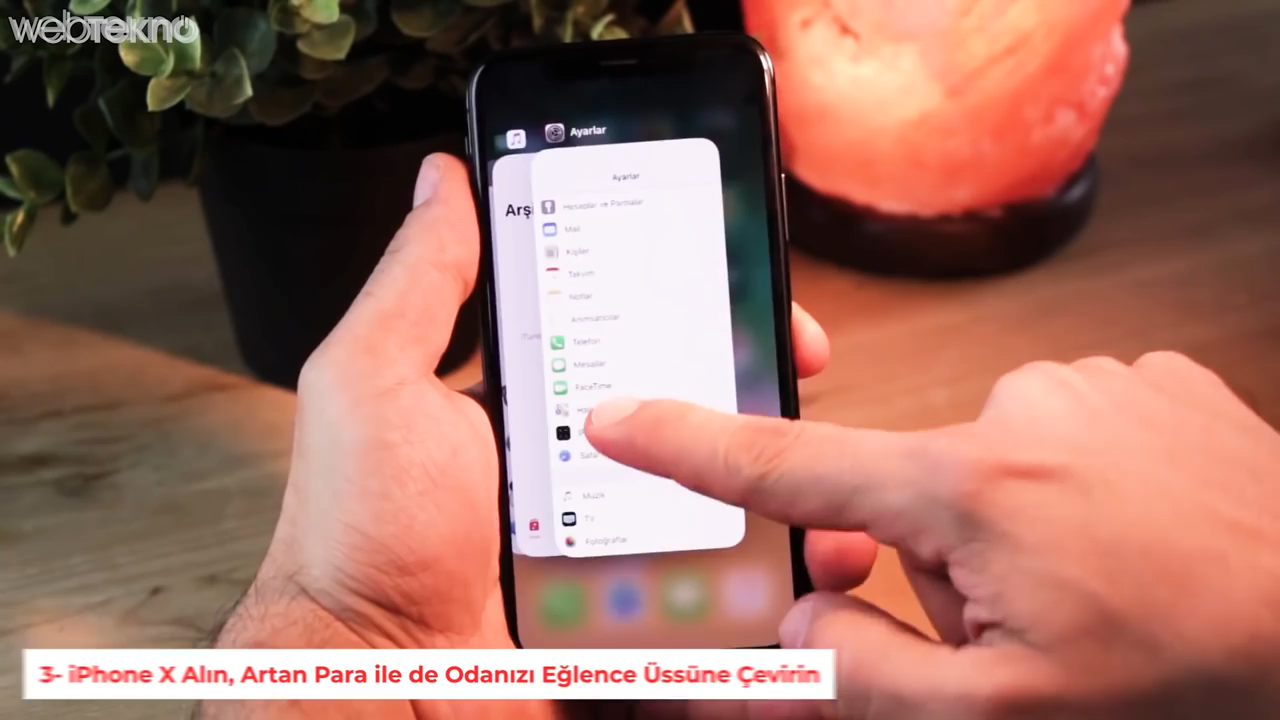 webTekno
Ayarlar
Ayarlar
Arşi
Hesaplar ve Parolalar
Mail
Kişiler
Takvim
Notlar
Anımsatıcılar
Telefon
Mesajlar
FaceTime
Müzik
TV
Fotoğraflar
3- iPhone X Alın, Artan Para ile de Odanızı Eğlence Üssüne Çevirin